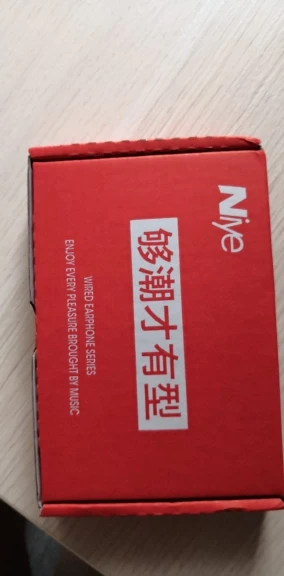 Niye
够潮才有型
WIRED EARPHONE SERIES
ENJOY EVERY PLEASURE BROUGHT BY MUSIC